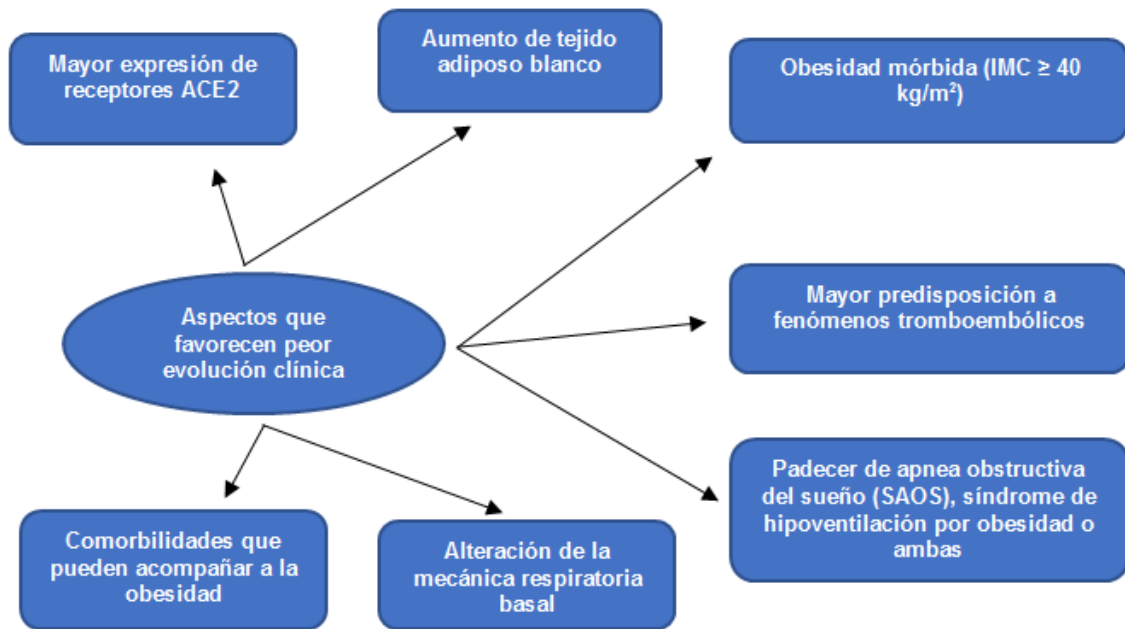 Mayor expresión de
receptores ACE2
Aumento de tejido
adiposo blanco
Obesidad mórbida (IMC ≥ 40
kg/m²)
Aspectos que
favorecen peor
evolución clínica
Mayor predisposición a
fenómenos tromboembólicos
Padecer de apnea obstructiva
del sueño (SAOS), síndrome de
hipoventilación por obesidad o
ambas
Comorbilidades que
pueden acompañar a la
obesidad
Alteración de la
mecánica respiratoria
basal